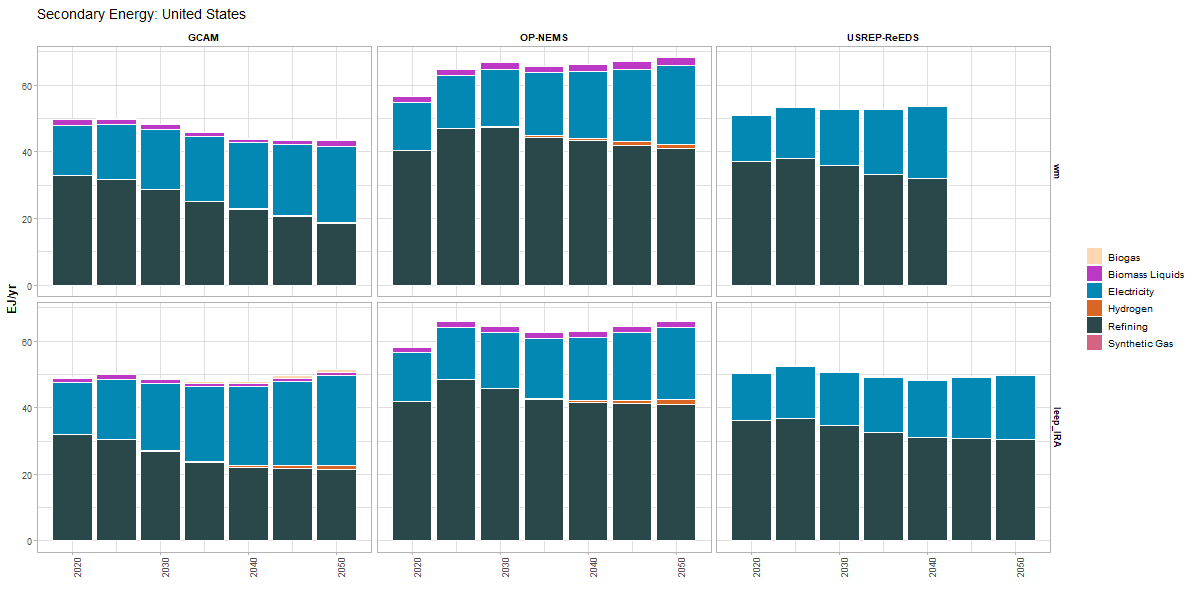 Secondary Energy: United States
GCAM
OP-NEMS
USREP-ReEDS
EJ/yr
60
40
20
0
wm
60
40
20
0
leep_IRA
2020
2030
2040
2050
2020
2030
2040
2050
2020
2030
2040
2050
Biogas
Biomass Liquids
Electricity
Hydrogen
Refining
Synthetic Gas